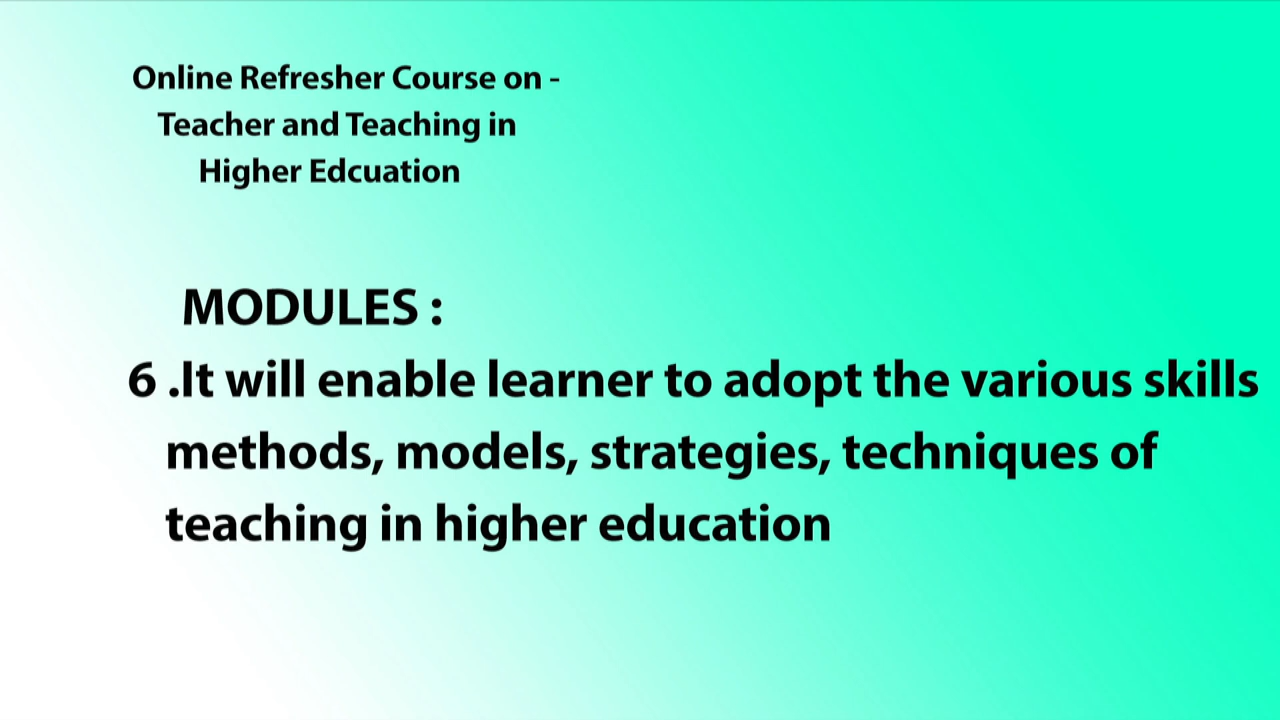 Online Refresher Course on -
Teacher and Teaching in
Higher Edcuation
MODULES :
6 .It will enable learner to adopt the various skills
methods, models, strategies, techniques of
teaching in higher education